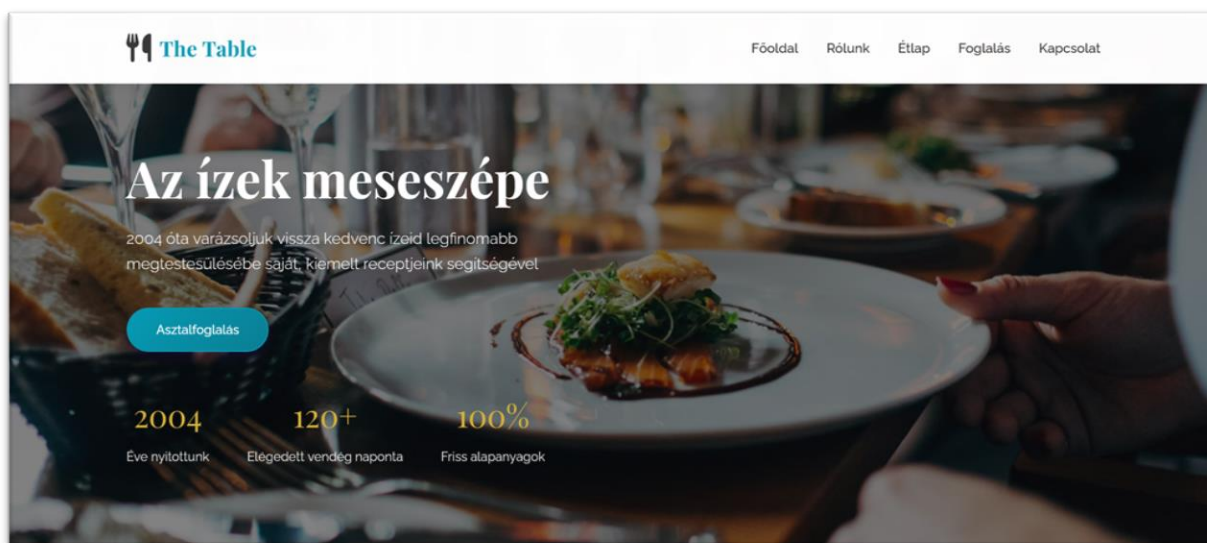 The Table
Főoldal Rólunk Étlap Foglalás Kapcsolat
Az ízek meseszépe
2004 óta varázsoljuk vissza kedvenc ízeid legfinomabb
megtestesülésébe saját, kiemelt receptjeink segítségével
Asztalfoglalás
2004 120+ 100%
Éve nyitottunk Elégedett vendég naponta Friss alapanyagok